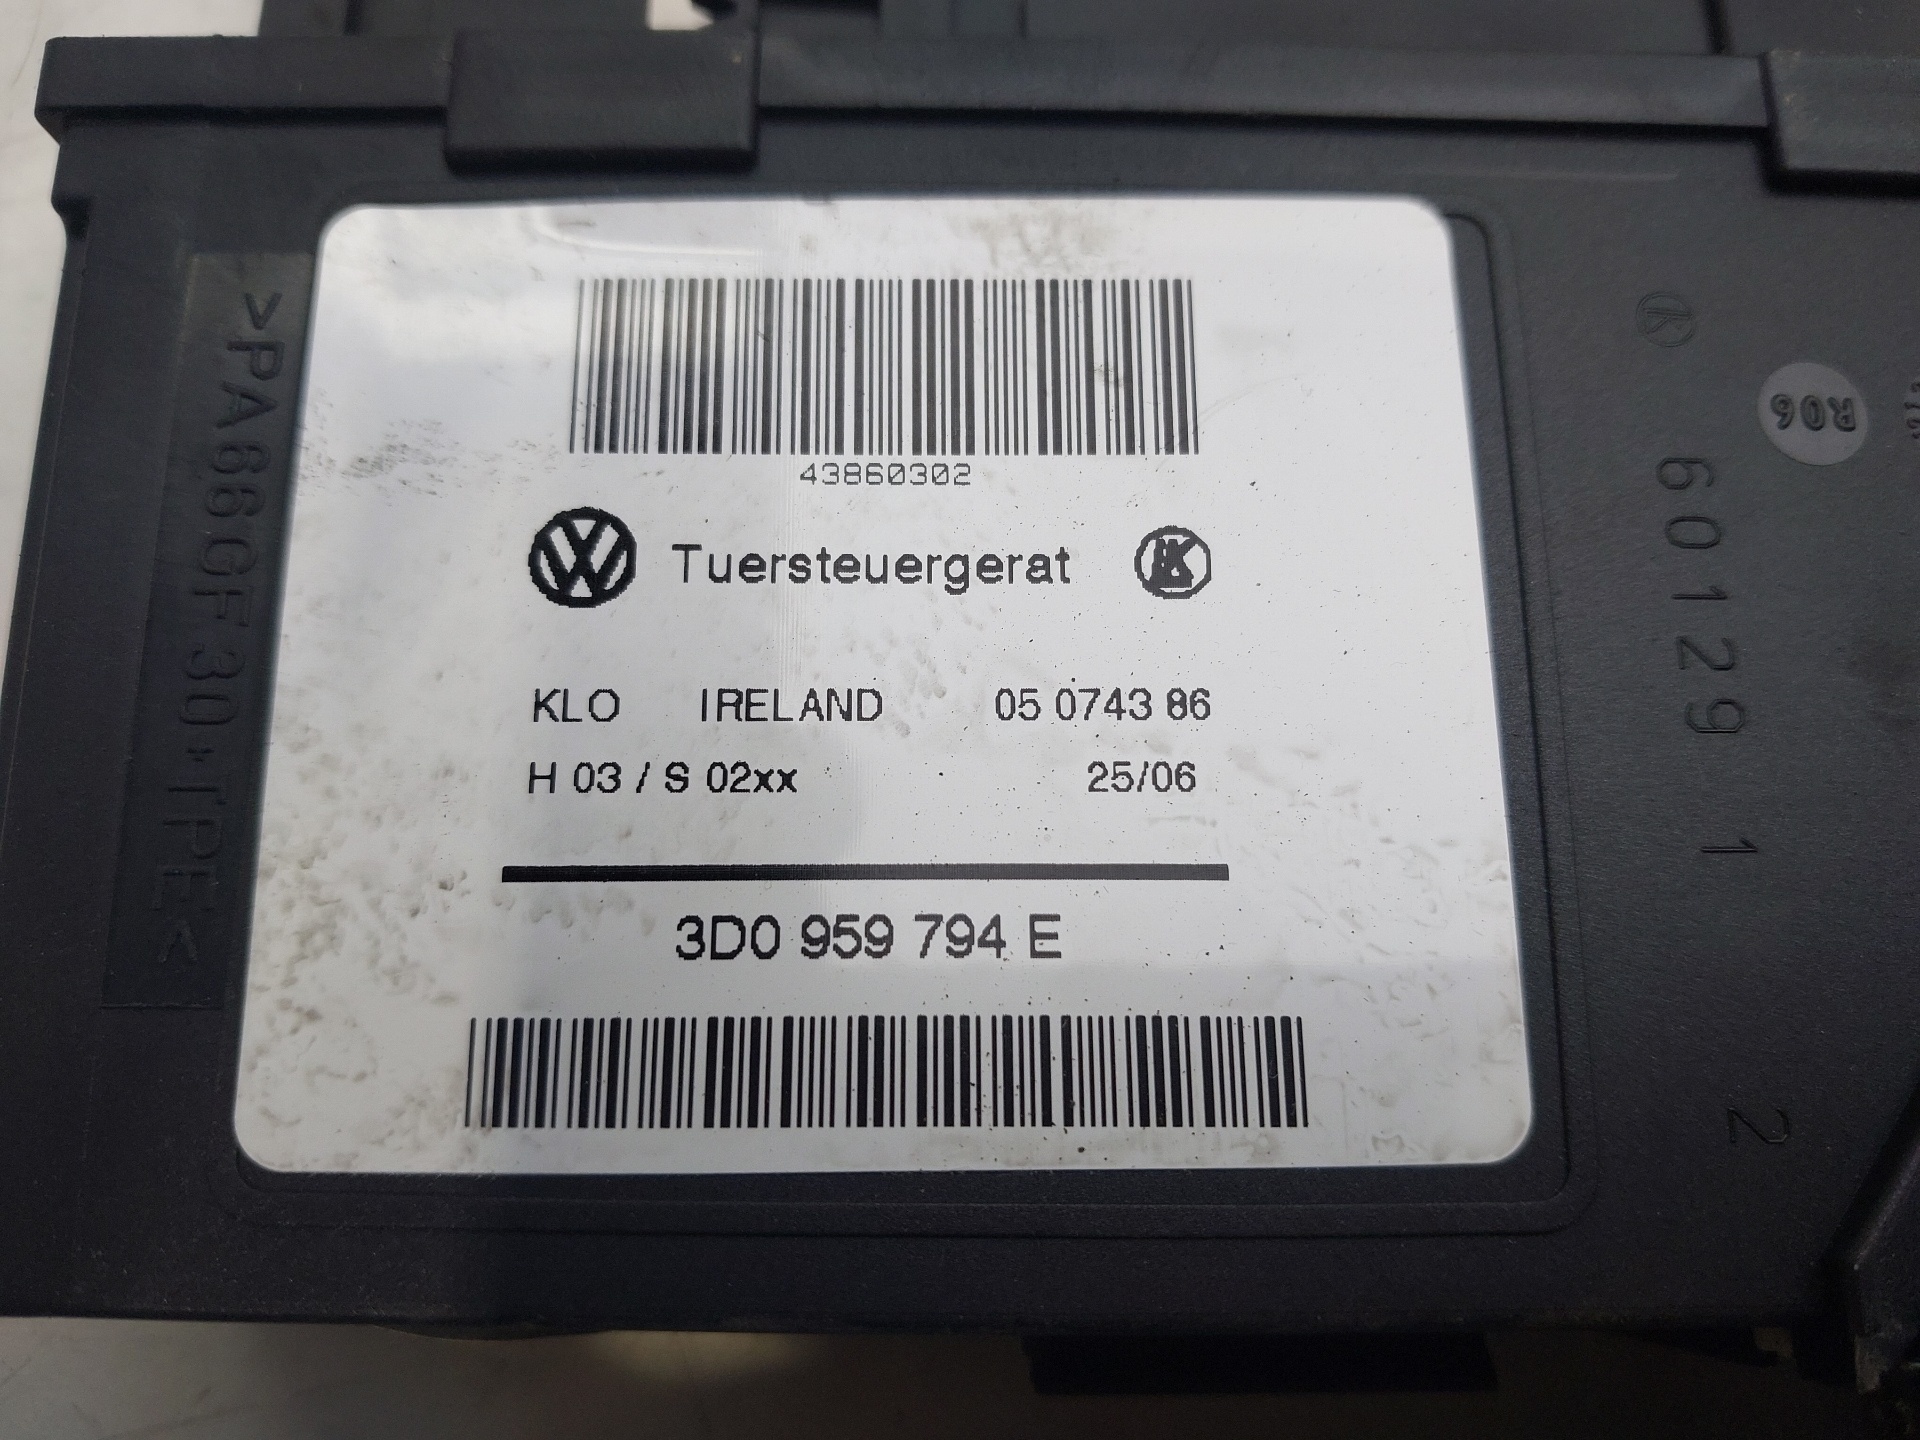 43860302
Tuersteuergerat
KLO IRELAND 05 0743 86
H 03 / S 02xx 25/06
3D0 959 794 E
>PA66GF30·TPE<
R06
60129 1
2